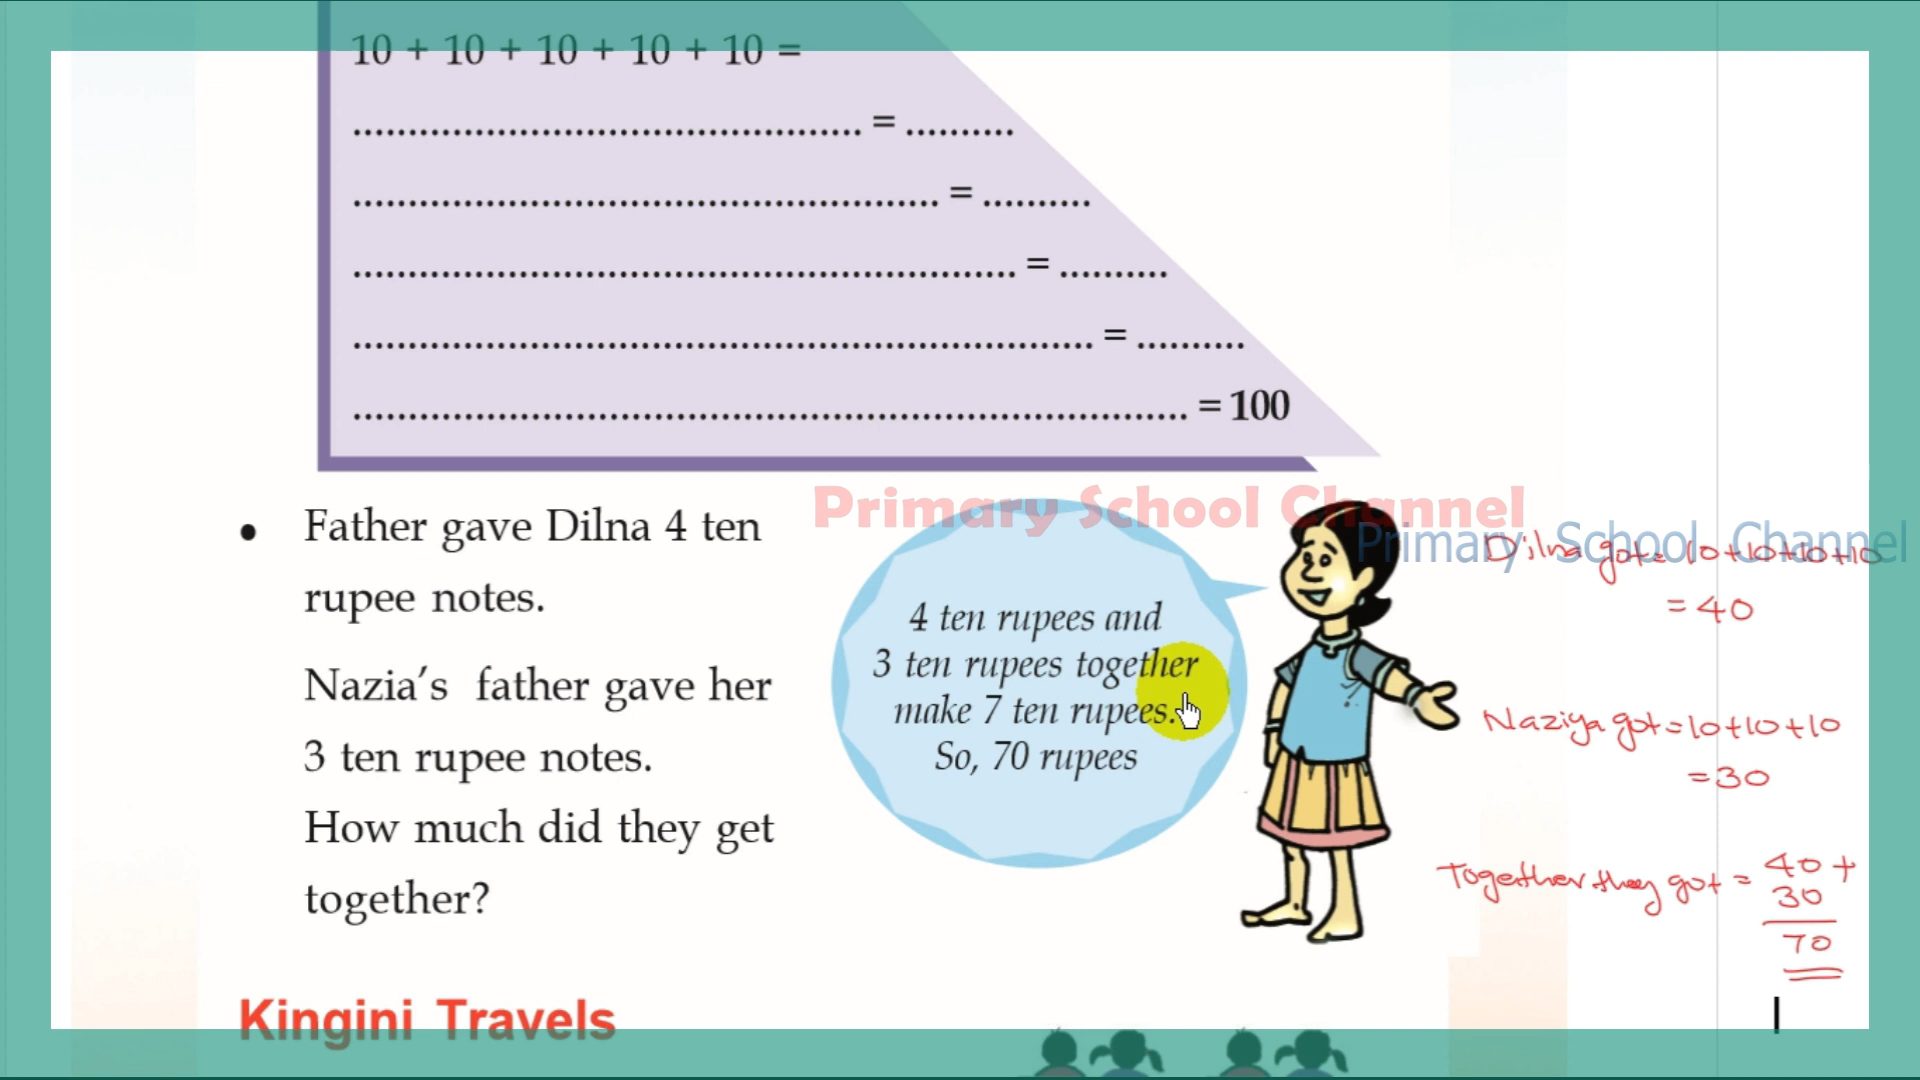 10 + 10 + 10 + 10 + 10 =
.............................................. = ..........
..................................................... = ..........
............................................................ = ..........
................................................................... = ..........
............................................................................ = 100
Primary School Channel
Primary School Channel
• Father gave Dilna 4 ten
rupee notes.
Nazia's father gave her
3 ten rupee notes.
How much did they get
together?
4 ten rupees and
3 ten rupees together
make 7 ten rupees.
So, 70 rupees
Dilna got = 10+10+10+10
= 40
Naziya got = 10+10+10
= 30
Together they got = 40 +
30
70
Kingini Travels